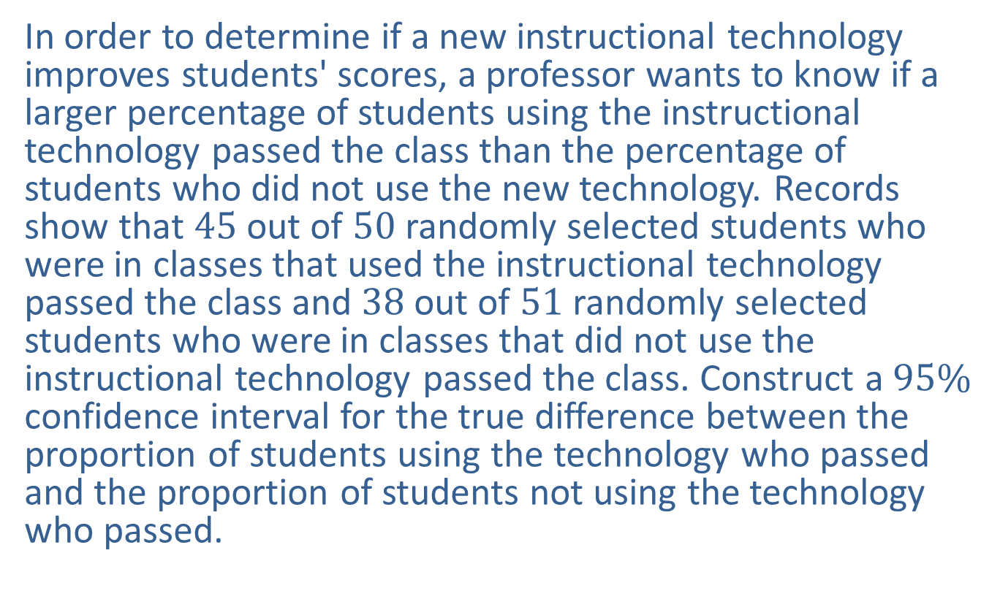 In order to determine if a new instructional technology
improves students' scores, a professor wants to know if a
larger percentage of students using the instructional
technology passed the class than the percentage of
students who did not use the new technology. Records
show that 45 out of 50 randomly selected students who
were in classes that used the instructional technology
passed the class and 38 out of 51 randomly selected
students who were in classes that did not use the
instructional technology passed the class. Construct a 95%
confidence interval for the true difference between the
proportion of students using the technology who passed
and the proportion of students not using the technology
who passed.